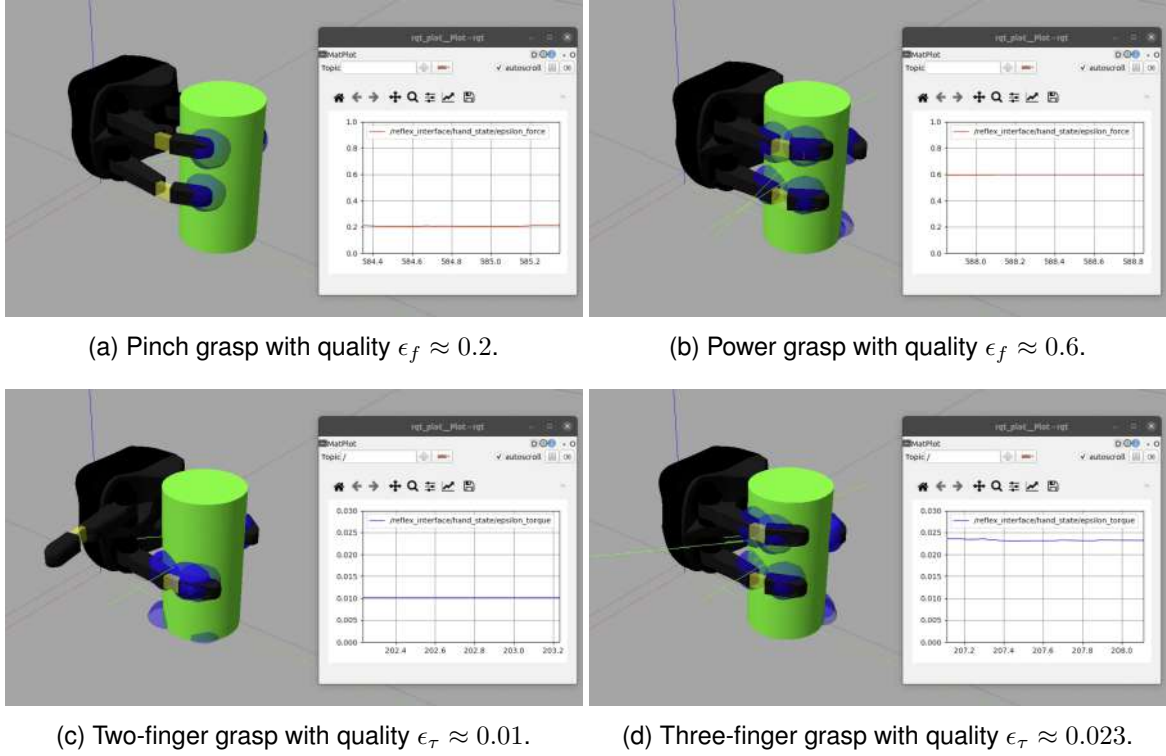 rqt_plot__Plot - rqt
MatPlot
Topic
autoscroll
/reflex_interface/hand_state/epsilon_force
1.0
0.8
0.6
0.4
0.2
0.0
584.4 584.6 584.8 585.0 585.2
rqt_plot__Plot - rqt
MatPlot
Topic
autoscroll
/reflex_interface/hand_state/epsilon_force
1.0
0.8
0.6
0.4
0.2
0.0
588.0 588.2 588.4 588.6 588.8
(a) Pinch grasp with quality ϵf ≈ 0.2.
(b) Power grasp with quality ϵf ≈ 0.6.
rqt_plot__Plot - rqt
MatPlot
Topic /
autoscroll
/reflex_interface/hand_state/epsilon_torque
0.030
0.025
0.020
0.015
0.010
0.005
0.000
202.4 202.6 202.8 203.0 203.2
rqt_plot__Plot - rqt
MatPlot
Topic /
autoscroll
/reflex_interface/hand_state/epsilon_torque
0.030
0.025
0.020
0.015
0.010
0.005
0.000
207.2 207.4 207.6 207.8 208.0
(c) Two-finger grasp with quality ϵτ ≈ 0.01.
(d) Three-finger grasp with quality ϵτ ≈ 0.023.